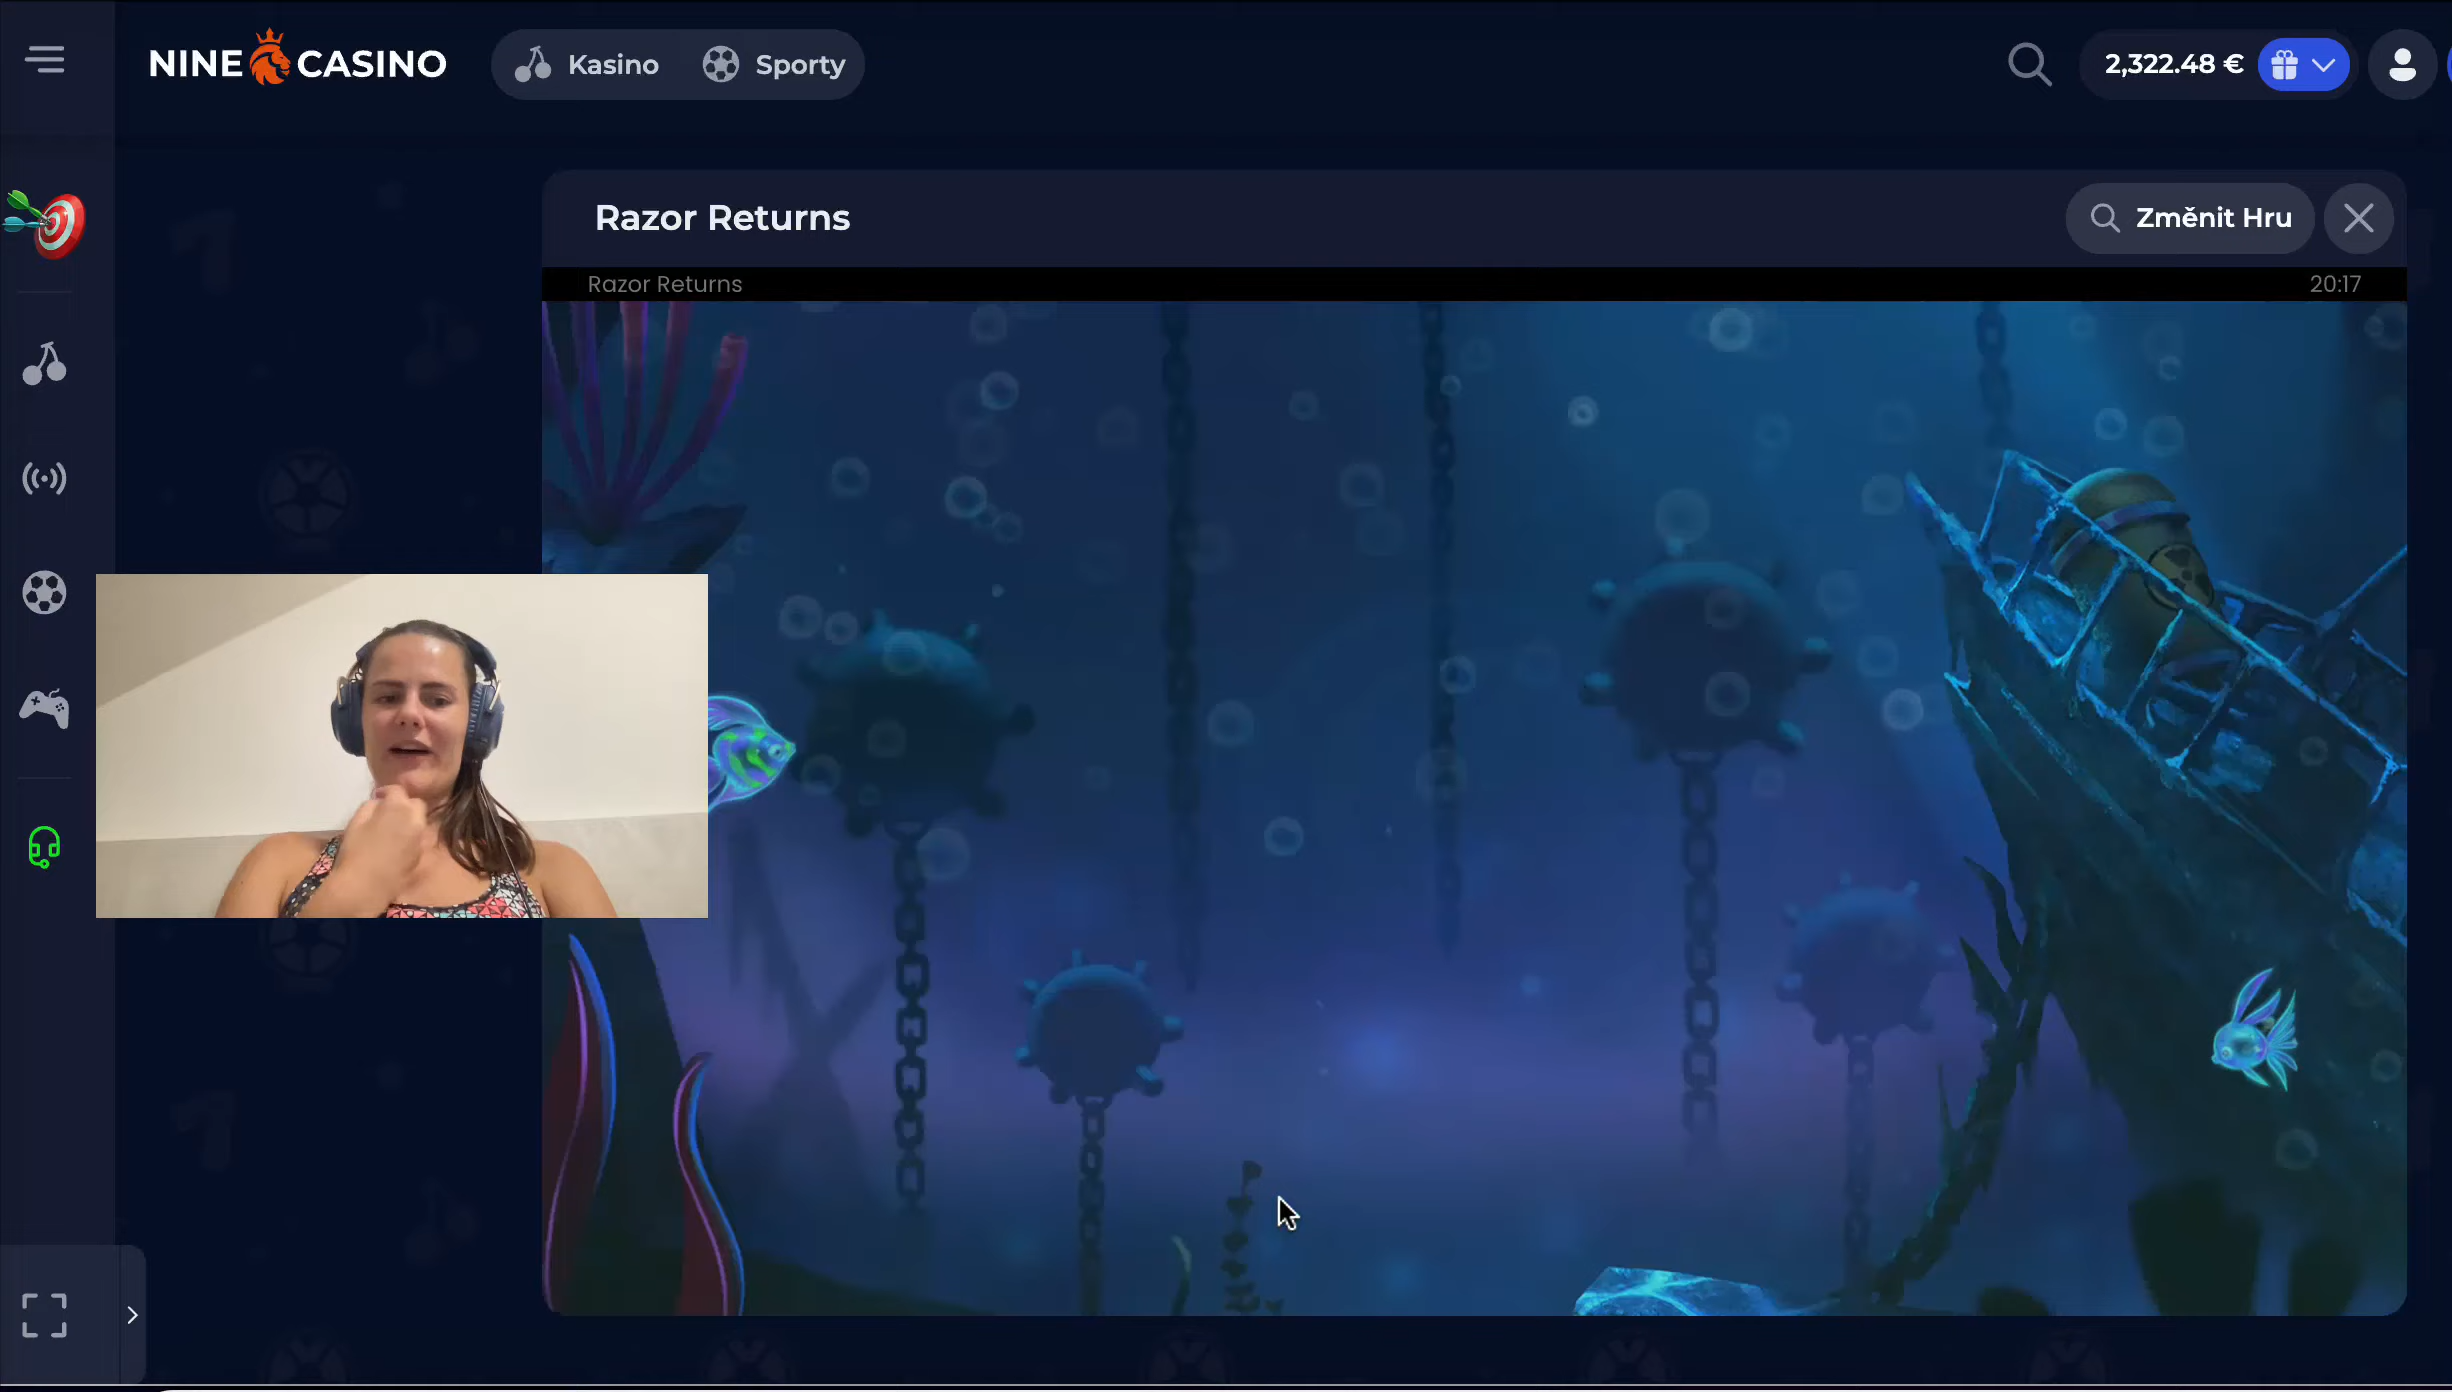 NINE CASINO
Kasino
Sporty
2,322.48 €
Razor Returns
Změnit Hru
Razor Returns
20:17